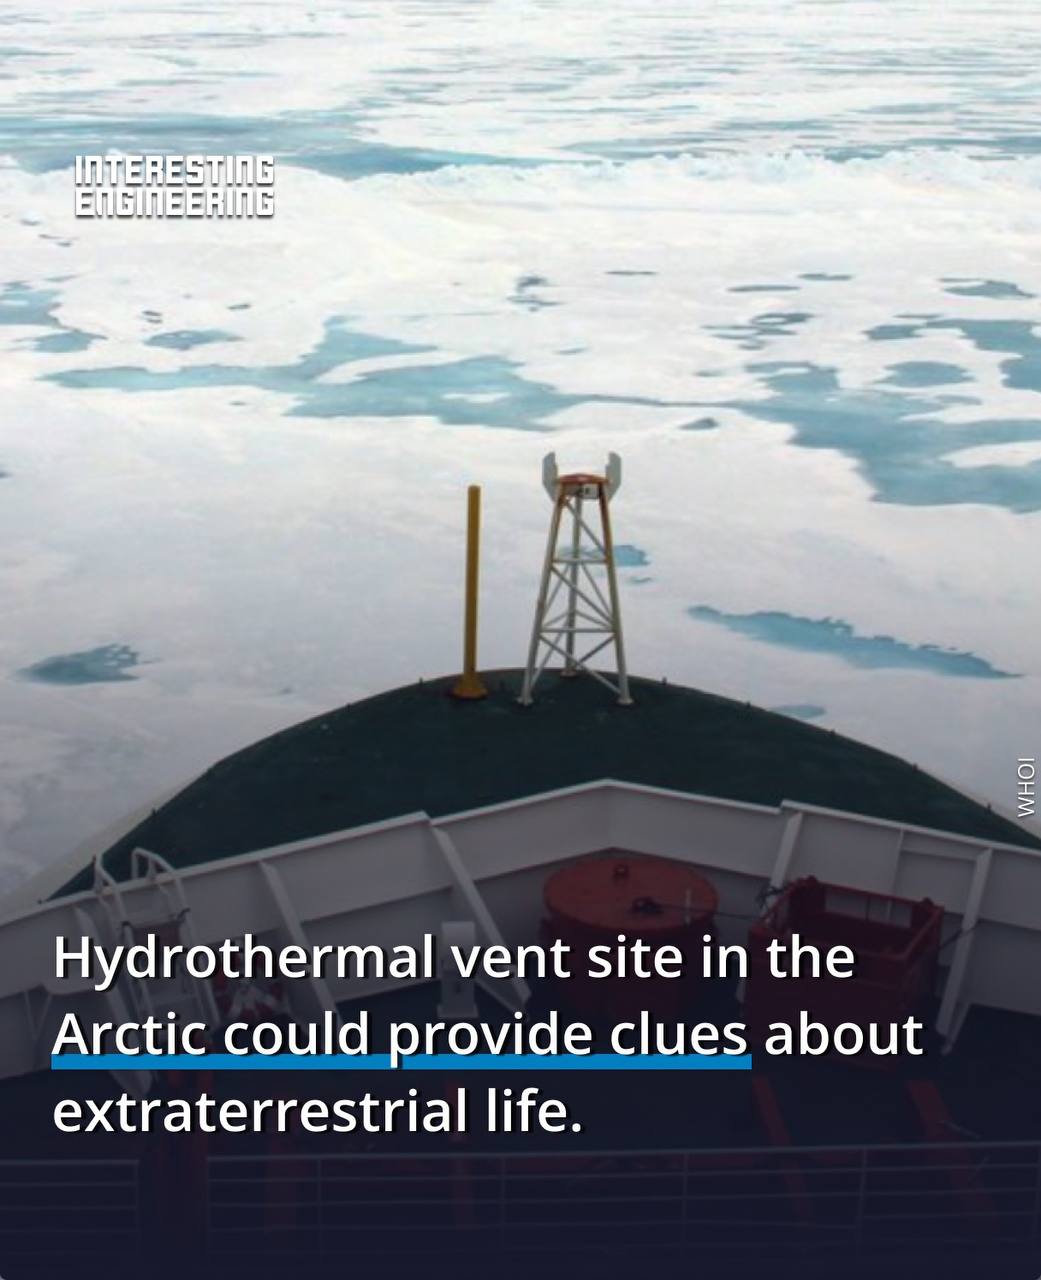 INTERESTING
ENGINEERING
WHOI
Hydrothermal vent site in the
Arctic could provide clues about
extraterrestrial life.